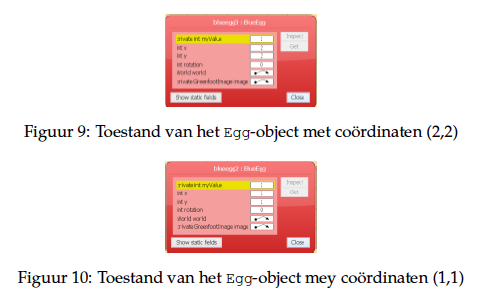 blueegg1 : BlueEgg
private int myValue 1
int x 2
int y 2
int rotation 0
World world
private GreenfootImage image
Inspect
Get
Show static fields
Close
Figuur 9: Toestand van het Egg-object met coördinaten (2,2)
blueegg2 : BlueEgg
private int myValue 1
int x 1
int y 1
int rotation 0
World world
private GreenfootImage image
Inspect
Get
Show static fields
Close
Figuur 10: Toestand van het Egg-object mey coördinaten (1,1)